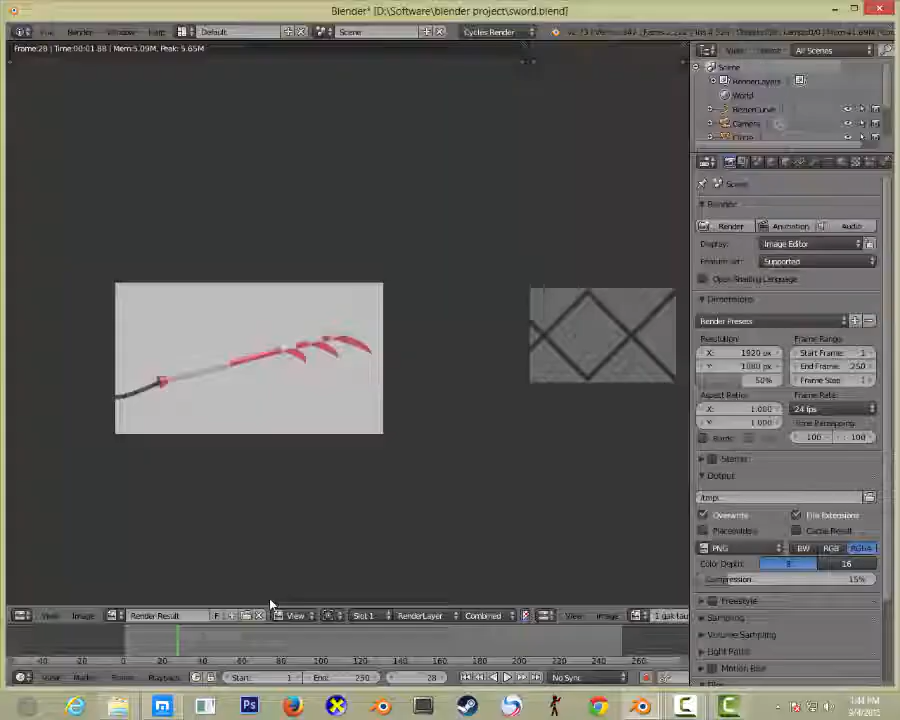 Blender* [D:\Software\blender project\sword.blend]
Default
Scene
Cycles Render
Frame:28 | Time:00:01.88 | Mem:5.09M, Peak: 5.65M
View
All Scenes
Scene
RenderLayers
World
BezierCurve
Camera
Circle
Scene
Render
Render
Animation
Audio
Display:
Image Editor
Feature Set:
Supported
Open Shading Language
Dimensions
Render Presets
Resolution:
Frame Range:
X: 1920 px
Start Frame: 1
Y: 1080 px
End Frame: 250
50%
Frame Step
Aspect Ratio:
Frame Rate:
X: 1.000
24 fps
Y: 1.000
Time Remapping:
100
100
Stamp
Output
/tmp\
Overwrite
File Extensions
Placeholders
Cache Result
PNG
BW
RGB
RGBA
Color Depth:
8
16
Compression:
15%
Freestyle
Sampling
Volume Sampling
Light Paths
Motion Blur
View
Image
Render Result
F
View
Slot 1
RenderLayer
Combined
View
Image
-40
-20
0
20
40
60
80
100
120
140
160
180
200
220
240
260
View
Marker
Frame
Playback
Start: 1
End: 250
28
No Sync
1:44 PM
9/4/2015